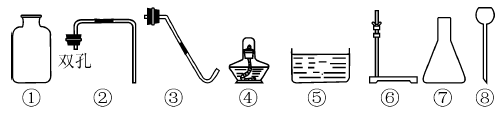 双孔
① ② ③ ④ ⑤ ⑥ ⑦ ⑧